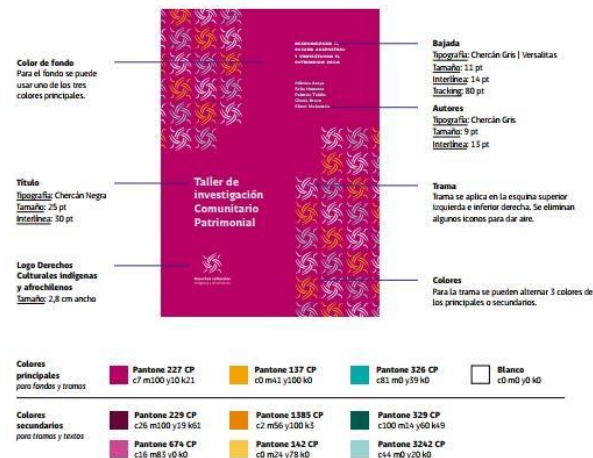 Color de fondo
Para el fondo se puede
usar uno de los tres
colores principales.
Título
Tipografía: Chercán Negra
Tamaño: 25 pt
Interlínea: 30 pt
Logo Derechos
Culturales Indígenas
y afrochilenos
Tamaño: 2,8 cm ancho
Taller de
investigación
Comunitario
Patrimonial
Bajada
Tipografía: Chercán Gris | Versalitas
Tamaño: 11 pt
Interlínea: 14 pt
Tracking: 80 pt
Autores
Tipografía: Chercán Gris
Tamaño: 9 pt
Interlínea: 13 pt
Trama
Trama se aplica en la esquina superior
izquierda e inferior derecha. Se eliminan
algunos iconos para dar aire.
Colores
Para la trama se pueden alternar 3 colores de
los principales o secundarios.
Colores
principales
para fondos y tramas
Pantone 227 CP
c7 m100 y10 k21
Pantone 137 CP
c0 m41 y100 k0
Pantone 326 CP
c81 m0 y39 k0
Blanco
c0 m0 y0 k0
Colores
secundarios
para tramas y textos
Pantone 229 CP
c26 m100 y19 k61
Pantone 1385 CP
c2 m56 y100 k3
Pantone 329 CP
c100 m14 y60 k49
Pantone 674 CP
c16 m83 y0 k0
Pantone 142 CP
c0 m24 y78 k0
Pantone 3242 CP
c44 m0 y20 k0